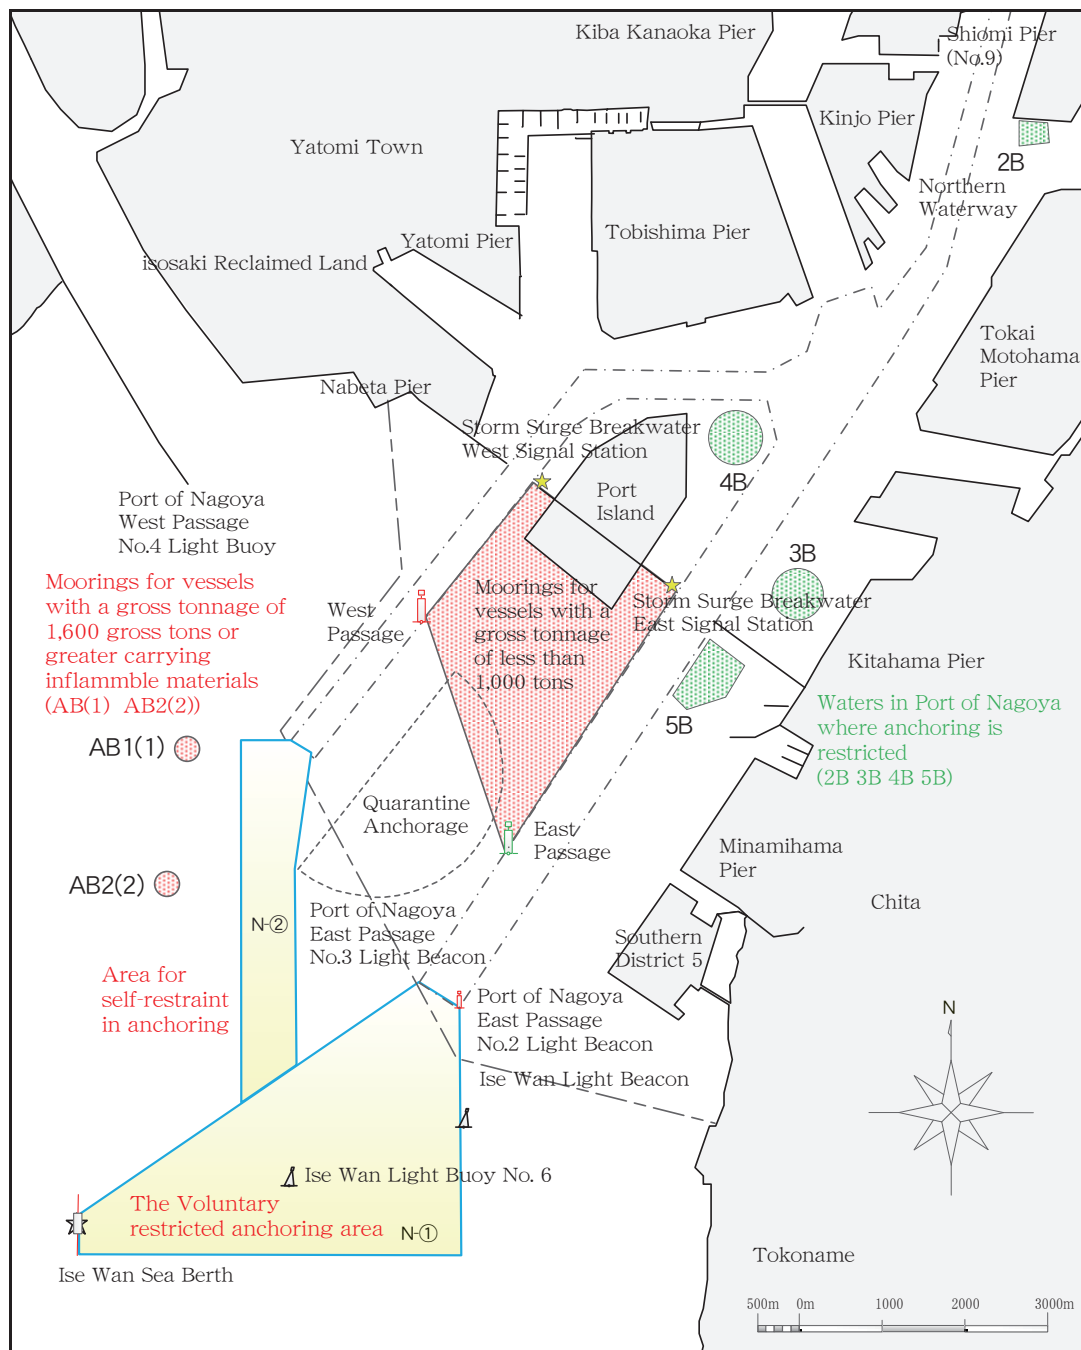 Kiba Kanaoka Pier
Shiomi Pier
(No.9)
Kinjo Pier
2B
Yatomi Town
Northern
Waterway
Yatomi Pier
Tobishima Pier
isosaki Reclaimed Land
Tokai
Motohama
Pier
Nabeta Pier
Storm Surge Breakwater
West Signal Station
4B
Port
Island
Port of Nagoya
West Passage
No.4 Light Buoy
3B
Moorings for vessels
with a gross tonnage of
1,600 gross tons or
greater carrying
inflammble materials
(AB(1) AB2(2))
West
Passage
Moorings for
vessels with a
gross tonnage
of less than
1,000 tons
Storm Surge Breakwater
East Signal Station
Kitahama Pier
5B
Waters in Port of Nagoya
where anchoring is
restricted
(2B 3B 4B 5B)
AB1(1)
Quarantine
Anchorage
East
Passage
Minamihama
Pier
AB2(2)
Chita
N-②
Port of Nagoya
East Passage
No.3 Light Beacon
Southern
District 5
Area for
self-restraint
in anchoring
Port of Nagoya
East Passage
No.2 Light Beacon
N
Ise Wan Light Beacon
Ise Wan Light Buoy No. 6
The Voluntary
restricted anchoring area
N-①
Ise Wan Sea Berth
Tokoname
500m 0m 1000 2000 3000m